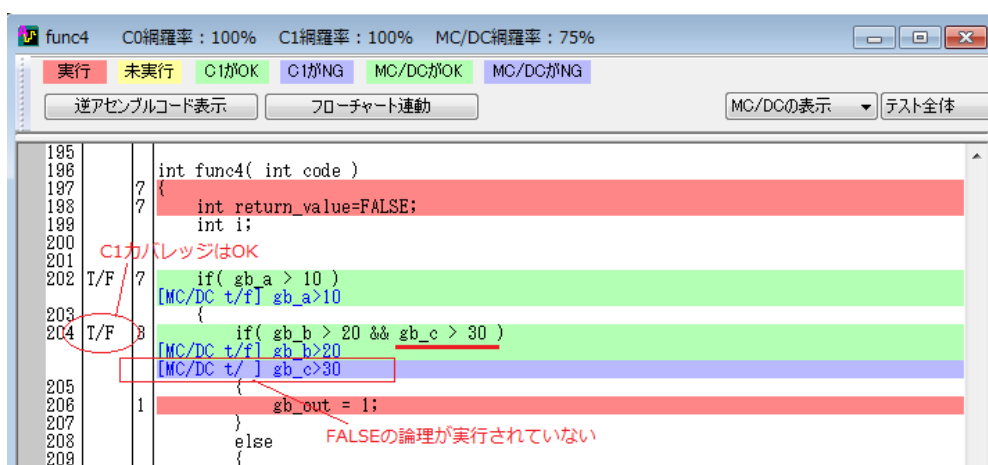 func4 C0網羅率：100% C1網羅率：100% MC/DC網羅率：75%
実行 未実行 C1がOK C1がNG MC/DCがOK MC/DCがNG
逆アセンブルコード表示 フローチャート連動 MC/DCの表示 テスト全体
195
196 int func4( int code )
197 7 {
198 7 int return_value=FALSE;
199 int i;
200
C1カバレッジはOK
201
202 T/F 7 if( gb_a > 10 )
[MC/DC t/f] gb_a>10
203 {
204 T/F 3 if( gb_b > 20 && gb_c > 30 )
[MC/DC t/f] gb_b>20
[MC/DC t/ ] gb_c>30
205 {
206 1 gb_out = 1;
207 }
FALSEの論理が実行されていない
208 else
209 {